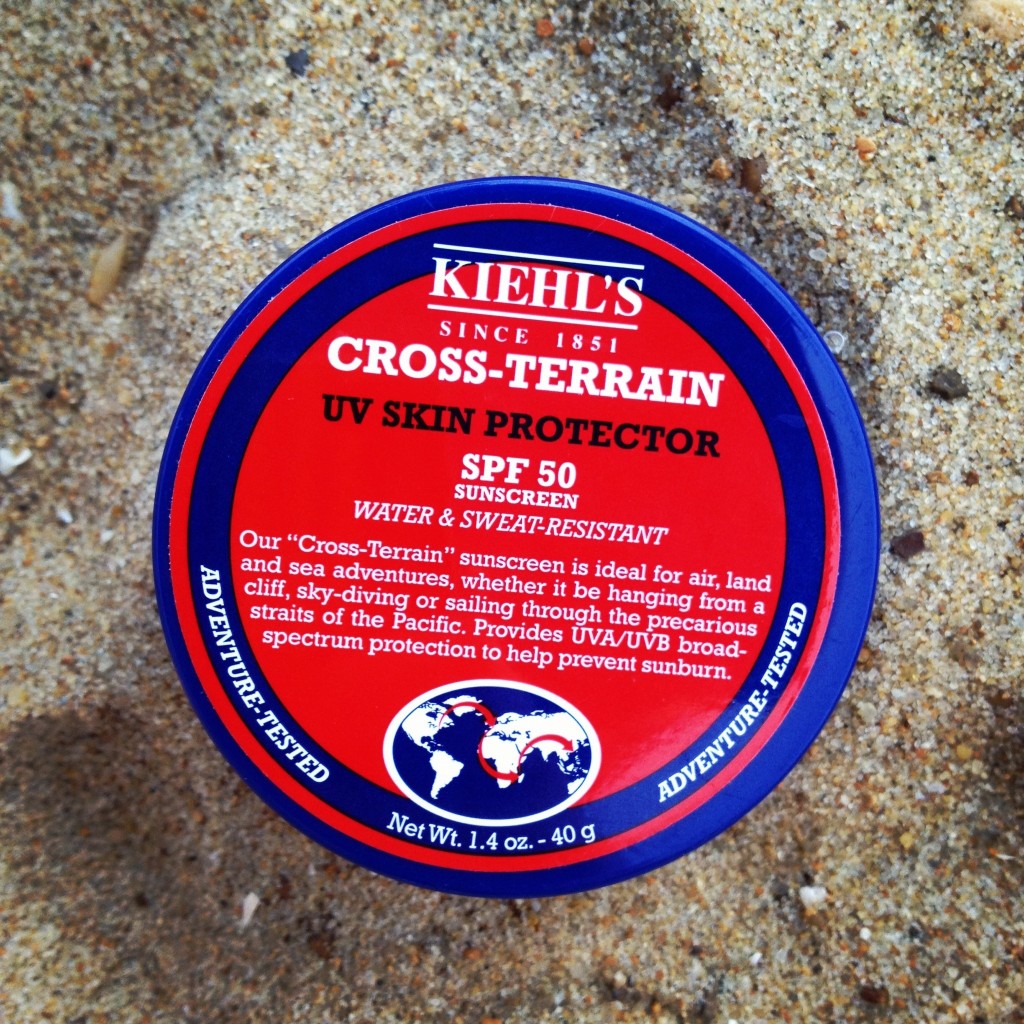 KIEHL'S
SINCE 1851
CROSS-TERRAIN
UV SKIN PROTECTOR
SPF 50
SUNSCREEN
WATER & SWEAT-RESISTANT
Our “Cross-Terrain” sunscreen is ideal for air, land
and sea adventures, whether it be hanging from a
cliff, sky-diving or sailing through the precarious
straits of the Pacific. Provides UVA/UVB broad-
spectrum protection to help prevent sunburn.
ADVENTURE-TESTED
ADVENTURE-TESTED
Net Wt. 1.4 oz. - 40 g